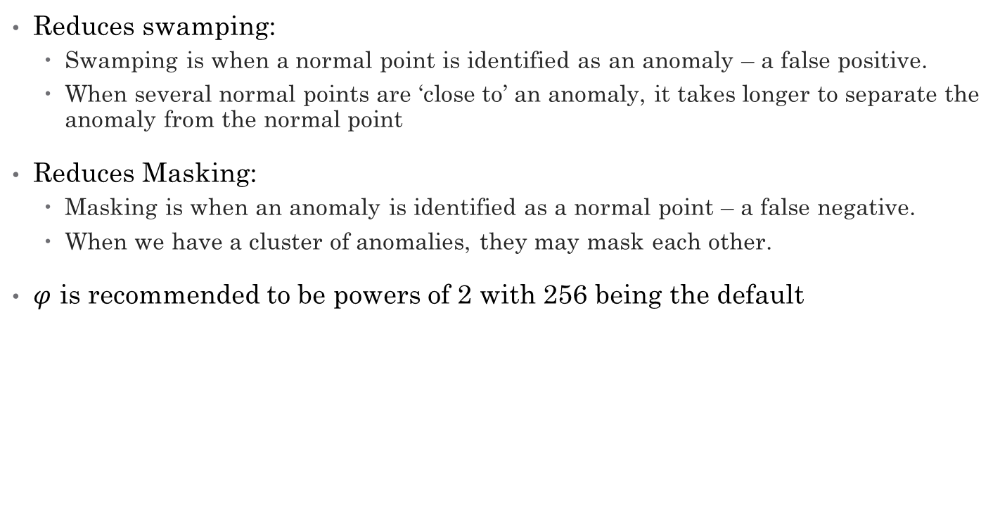 • Reduces swamping:
• Swamping is when a normal point is identified as an anomaly – a false positive.
• When several normal points are ‘close to’ an anomaly, it takes longer to separate the
anomaly from the normal point
• Reduces Masking:
• Masking is when an anomaly is identified as a normal point – a false negative.
• When we have a cluster of anomalies, they may mask each other.
• φ is recommended to be powers of 2 with 256 being the default